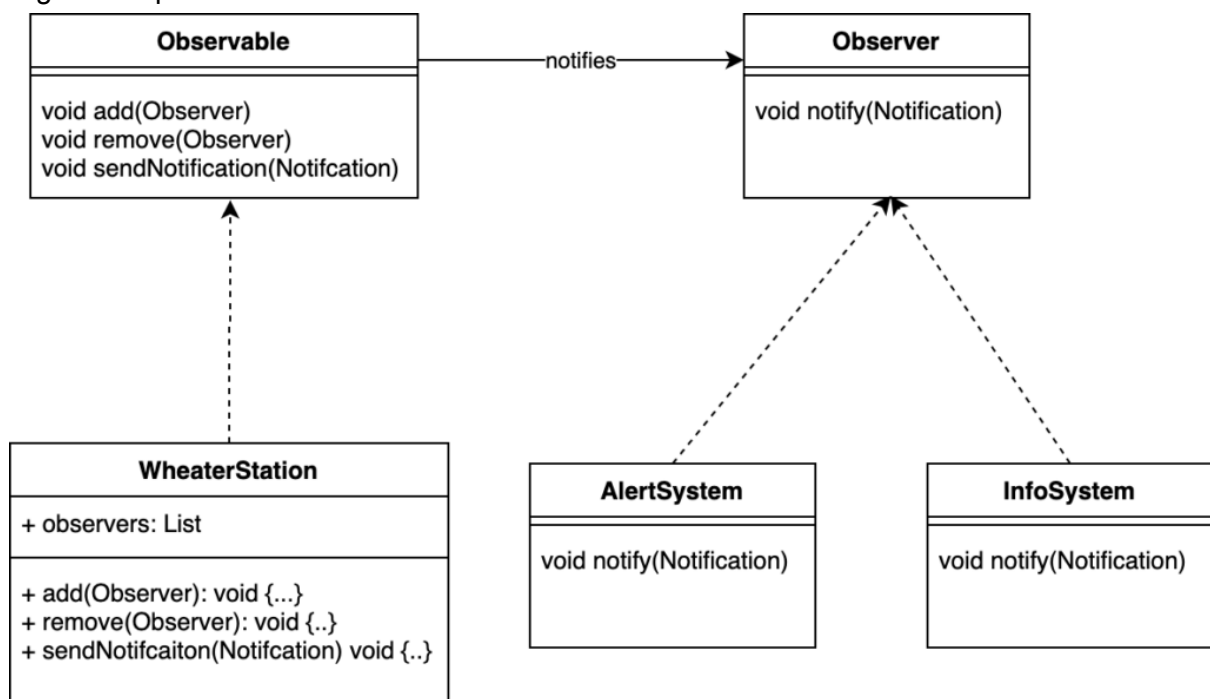 Observable
void add(Observer)
void remove(Observer)
void sendNotification(Notifcation)
notifies
Observer
void notify(Notification)
WheaterStation
+ observers: List
+ add(Observer): void {...}
+ remove(Observer): void {..}
+ sendNotifcaiton(Notifcation) void {..}
AlertSystem
void notify(Notification)
InfoSystem
void notify(Notification)